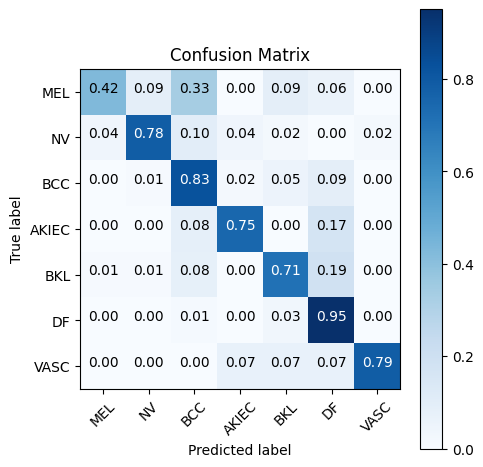 Confusion Matrix
MEL 0.42 0.09 0.33 0.00 0.09 0.06 0.00
NV 0.04 0.78 0.10 0.04 0.02 0.00 0.02
BCC 0.00 0.01 0.83 0.02 0.05 0.09 0.00
AKIEC 0.00 0.00 0.08 0.75 0.00 0.17 0.00
BKL 0.01 0.01 0.08 0.00 0.71 0.19 0.00
DF 0.00 0.00 0.01 0.00 0.03 0.95 0.00
VASC 0.00 0.00 0.00 0.07 0.07 0.07 0.79
MEL NV BCC AKIEC BKL DF VASC
True label
Predicted label
0.8
0.6
0.4
0.2
0.0